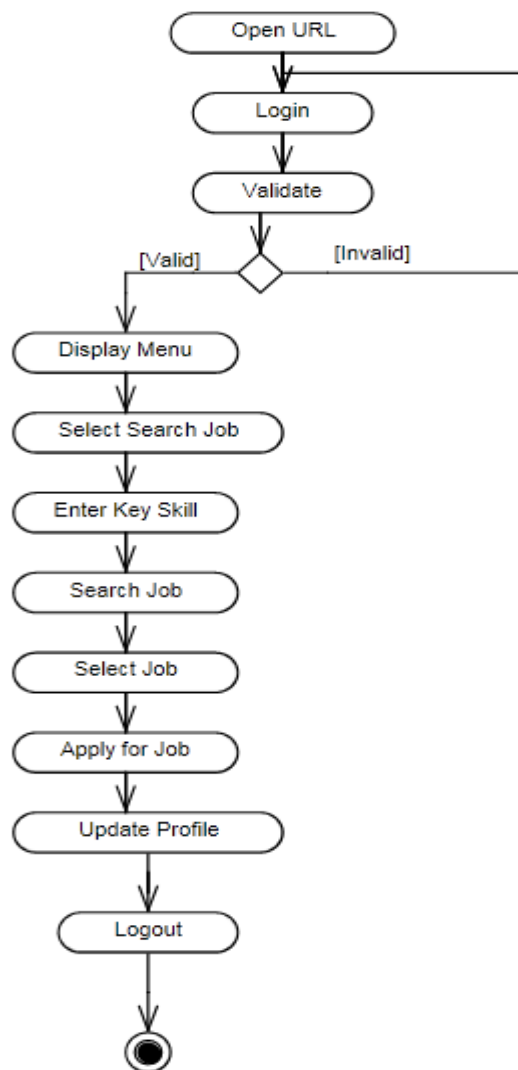 Open URL
Login
Validate
[Valid]
[Invalid]
Display Menu
Select Search Job
Enter Key Skill
Search Job
Select Job
Apply for Job
Update Profile
Logout